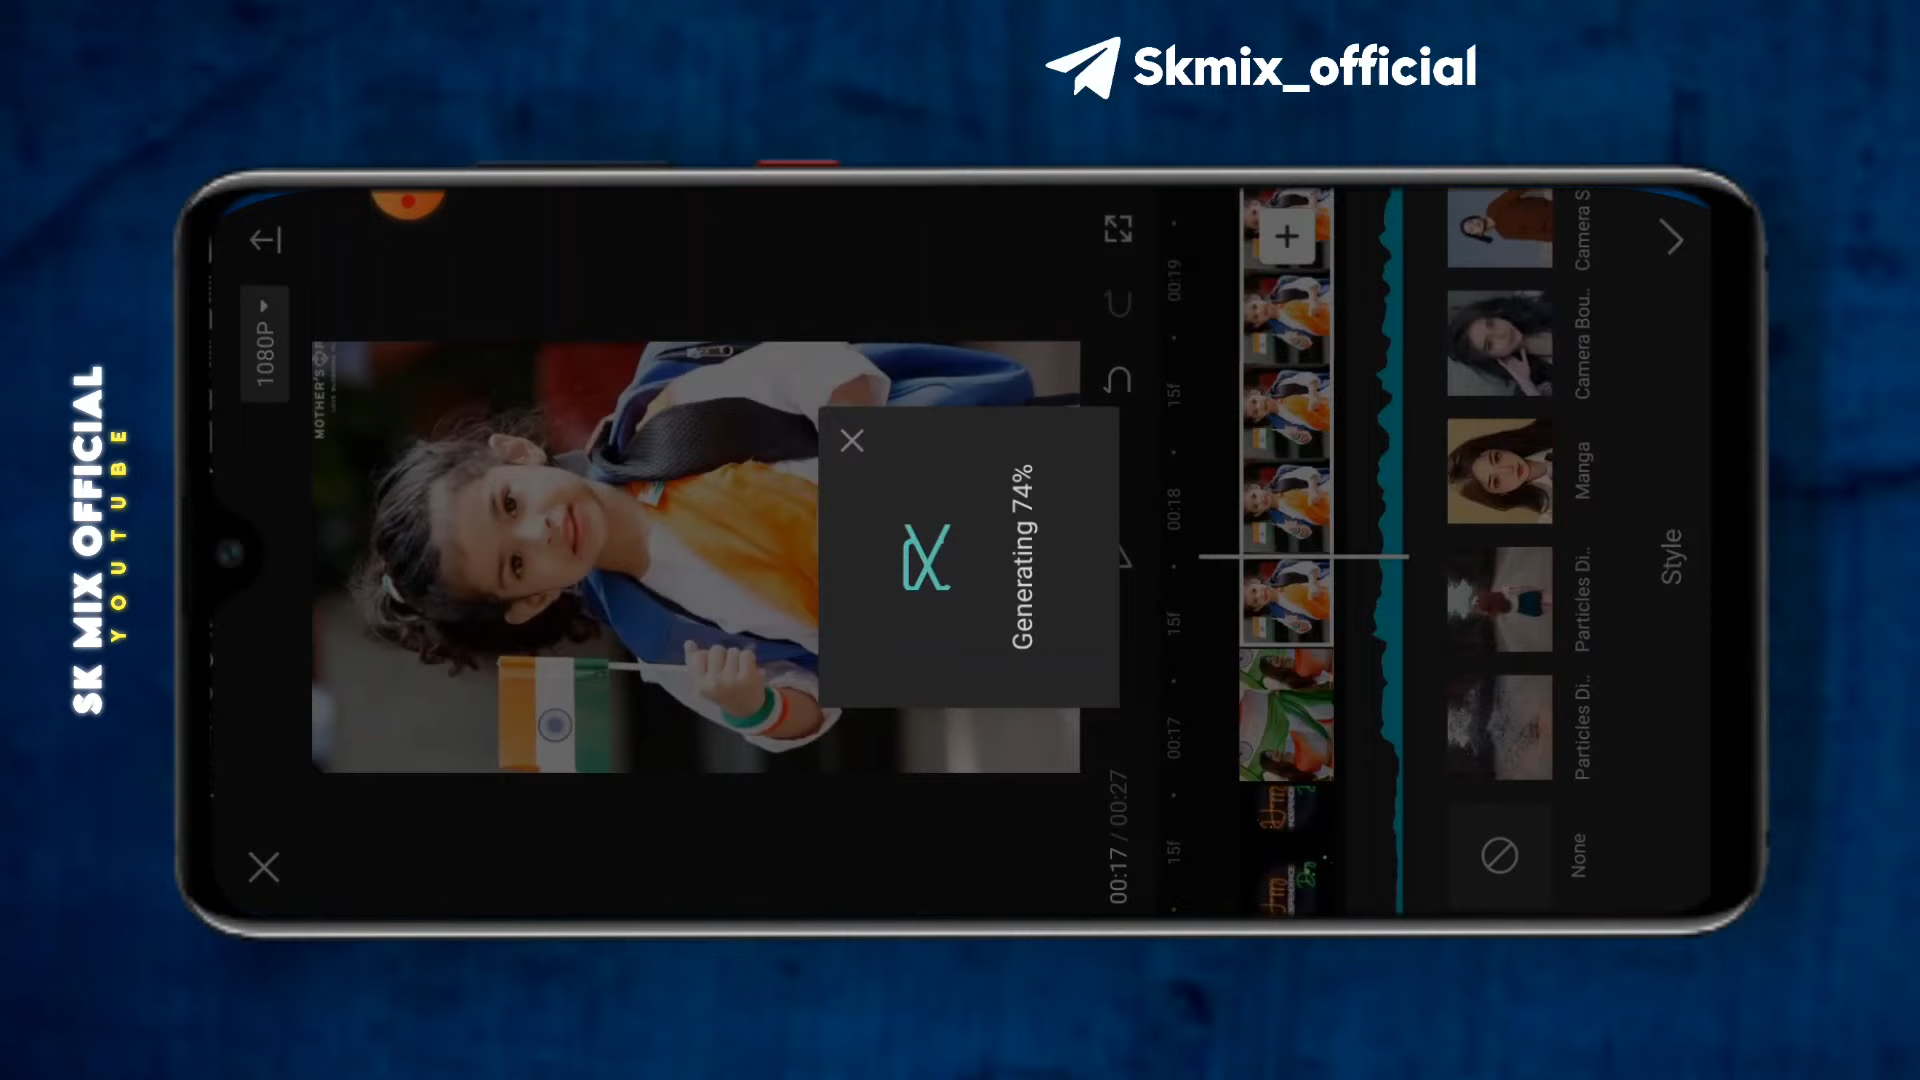 Skmix_official
SK MIX OFFICIAL
YOUTUBE
1080P
MOTHER'S
Generating 74%
00:17 / 00:27
15f
00:17
15f
00:18
15f
00:19
None
Particles Di..
Particles Di..
Manga
Camera Bou..
Camera S
Style